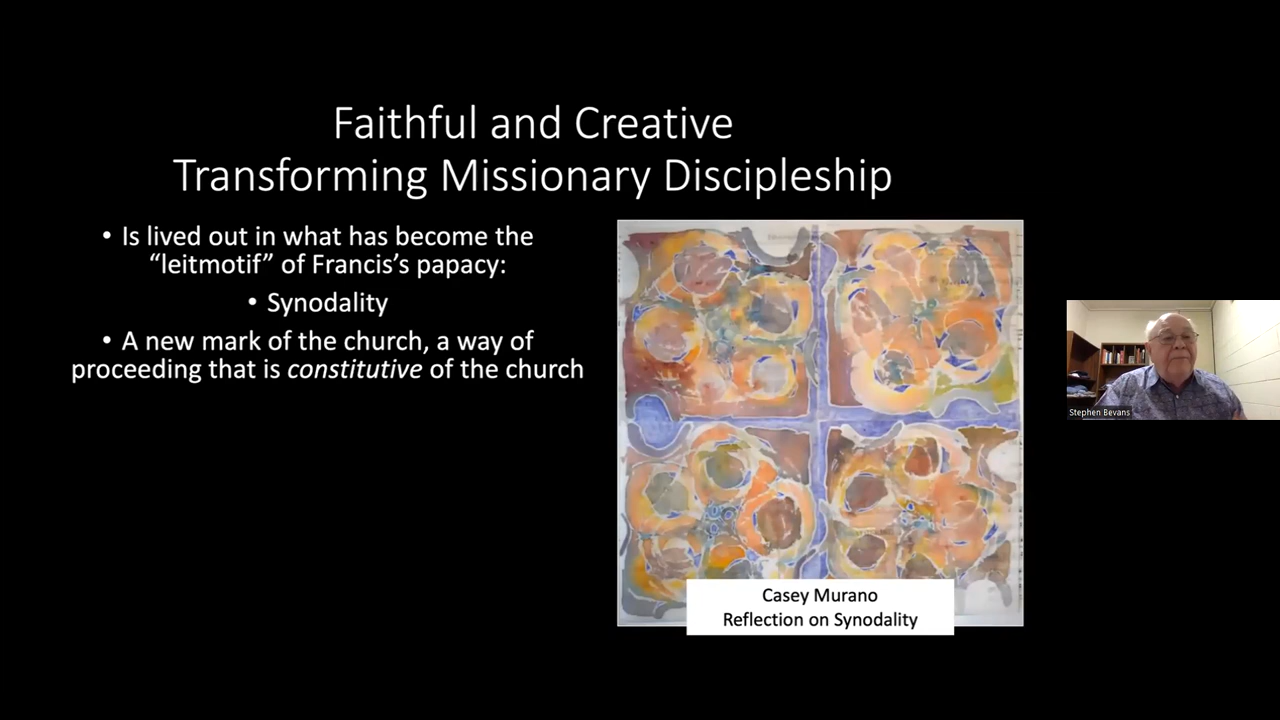 Faithful and Creative
Transforming Missionary Discipleship
• Is lived out in what has become the
“leitmotif” of Francis’s papacy:
• Synodality
• A new mark of the church, a way of
proceeding that is constitutive of the church
Casey Murano
Reflection on Synodality
Stephen Bevans